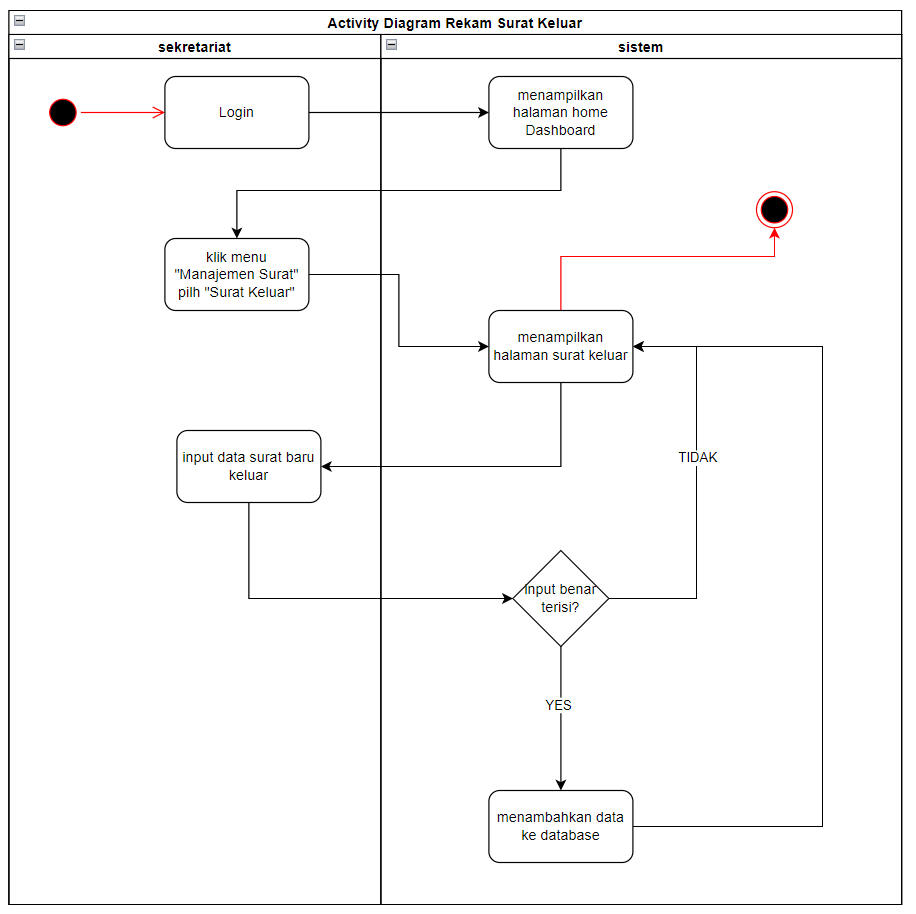 Activity Diagram Rekam Surat Keluar
sekretariat
sistem
Login
menampilkan
halaman home
Dashboard
klik menu
"Manajemen Surat"
pilh "Surat Keluar"
menampilkan
halaman surat keluar
input data surat baru
keluar
TIDAK
input benar
terisi?
YES
menambahkan data
ke database